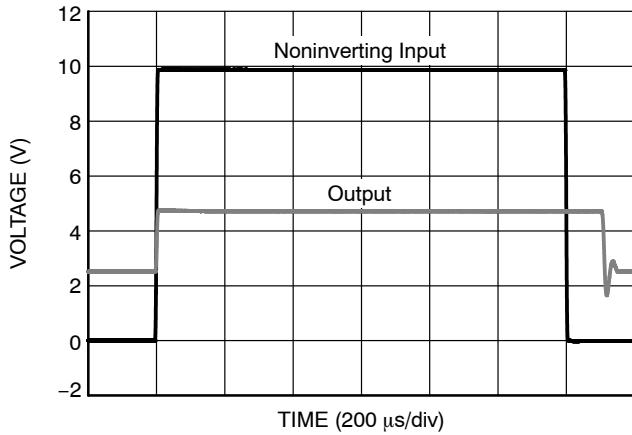 12
Noninverting Input
10
8
6
Output
4
2
0
−2
VOLTAGE (V)
TIME (200 μs/div)